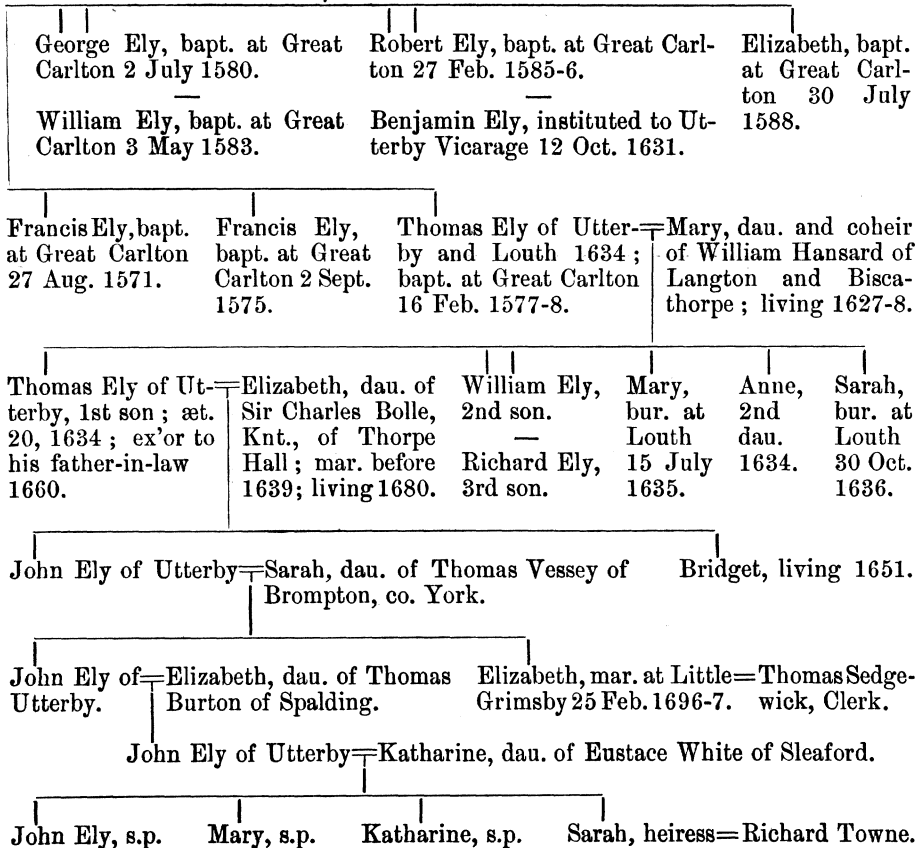 George Ely, bapt. at Great
Carlton 2 July 1580.
—
William Ely, bapt. at Great
Carlton 3 May 1583.
Robert Ely, bapt. at Great Carl-
ton 27 Feb. 1585-6.
—
Benjamin Ely, instituted to Ut-
terby Vicarage 12 Oct. 1631.
Elizabeth, bapt.
at Great Carl-
ton 30 July
1588.
Francis Ely, bapt.
at Great Carlton
27 Aug. 1571.
Francis Ely,
bapt. at Great
Carlton 2 Sept.
1575.
Thomas Ely of Utter-
by and Louth 1634 ;
bapt. at Great Carlton
16 Feb. 1577-8.
Mary, dau. and coheir
of William Hansard of
Langton and Bisca-
thorpe ; living 1627-8.
Thomas Ely of Ut-
terby, 1st son ; æt.
20, 1634 ; ex'or to
his father-in-law
1660.
Elizabeth, dau. of
Sir Charles Bolle,
Knt., of Thorpe
Hall ; mar. before
1639; living 1680.
William Ely,
2nd son.
—
Richard Ely,
3rd son.
Mary,
bur. at
Louth
15 July
1635.
Anne,
2nd
dau.
1634.
Sarah,
bur. at
Louth
30 Oct.
1636.
John Ely of Utterby=Sarah, dau. of Thomas Vessey of
Brompton, co. York.
Bridget, living 1651.
John Ely of
Utterby.
Elizabeth, dau. of Thomas
Burton of Spalding.
Elizabeth, mar. at Little
Grimsby 25 Feb. 1696-7.
=Thomas Sedge-
wick, Clerk.
John Ely of Utterby=Katharine, dau. of Eustace White of Sleaford.
John Ely, s.p. Mary, s.p. Katharine, s.p. Sarah, heiress=Richard Towne.